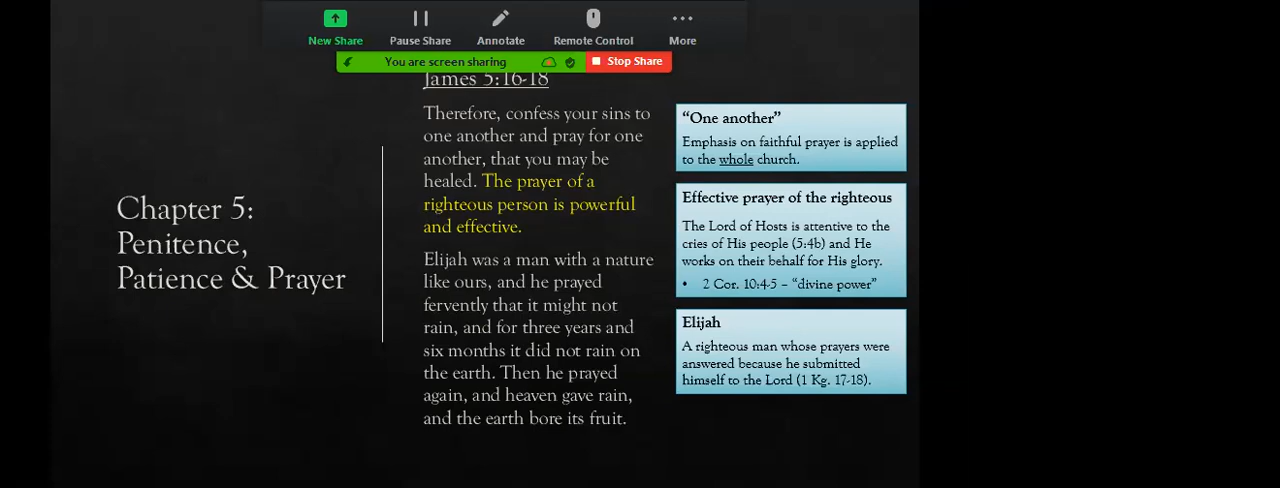 New Share
Pause Share
Annotate
Remote Control
More
You are screen sharing
Stop Share
James 5:16-18
Therefore, confess your sins to
one another and pray for one
another, that you may be
healed. The prayer of a
righteous person is powerful
and effective.
Elijah was a man with a nature
like ours, and he prayed
fervently that it might not
rain, and for three years and
six months it did not rain on
the earth. Then he prayed
again, and heaven gave rain,
and the earth bore its fruit.
Chapter 5:
Penitence,
Patience & Prayer
“One another”
Emphasis on faithful prayer is applied
to the whole church.
Effective prayer of the righteous
The Lord of Hosts is attentive to the
cries of His people (5:4b) and He
works on their behalf for His glory.
• 2 Cor. 10:4-5 – “divine power”
Elijah
A righteous man whose prayers were
answered because he submitted
himself to the Lord (1 Kg. 17-18).